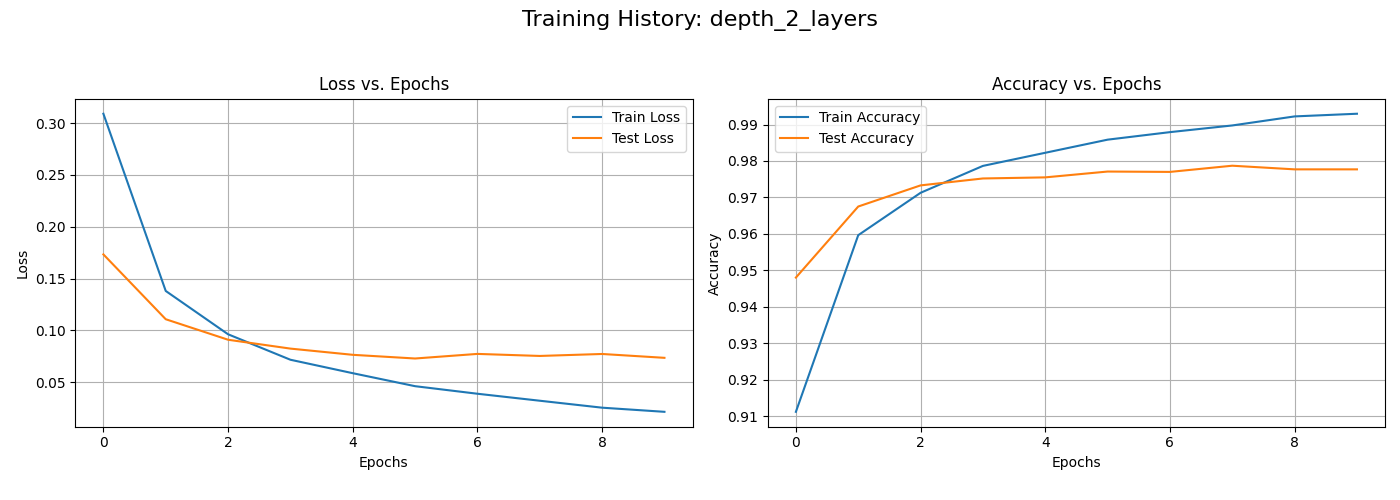 Training History: depth_2_layers
Loss vs. Epochs
Loss
0.30
0.25
0.20
0.15
0.10
0.05
Train Loss
Test Loss
0 2 4 6 8
Epochs
Accuracy vs. Epochs
Accuracy
0.99
0.98
0.97
0.96
0.95
0.94
0.93
0.92
0.91
Train Accuracy
Test Accuracy
0 2 4 6 8
Epochs